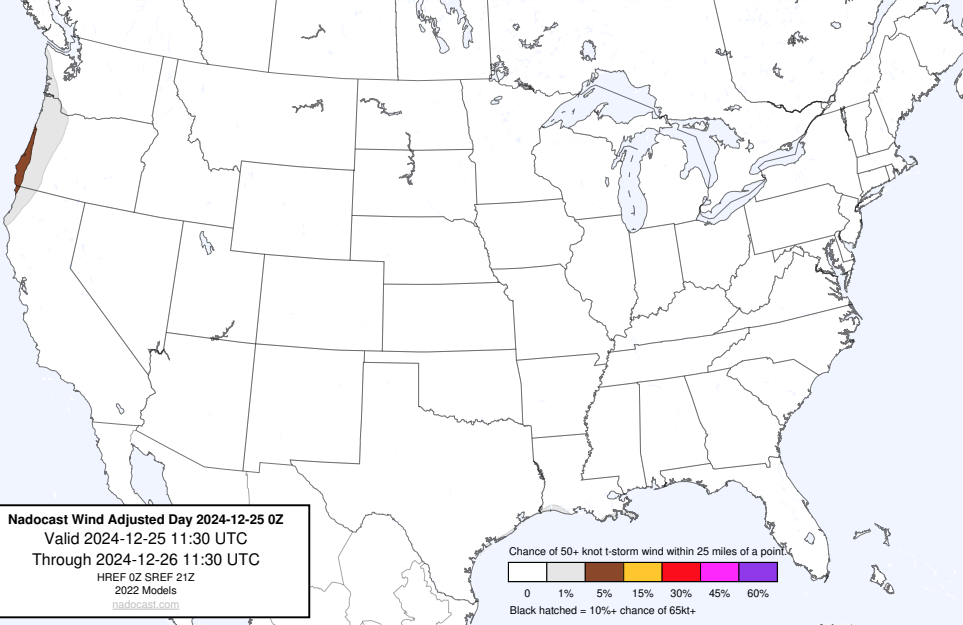 Nadocast Wind Adjusted Day 2024-12-25 0Z
Valid 2024-12-25 11:30 UTC
Through 2024-12-26 11:30 UTC
HREF 0Z SREF 21Z
2022 Models
nadocast.com
Chance of 50+ knot t-storm wind within 25 miles of a point.
0 1% 5% 15% 30% 45% 60%
Black hatched = 10%+ chance of 65kt+